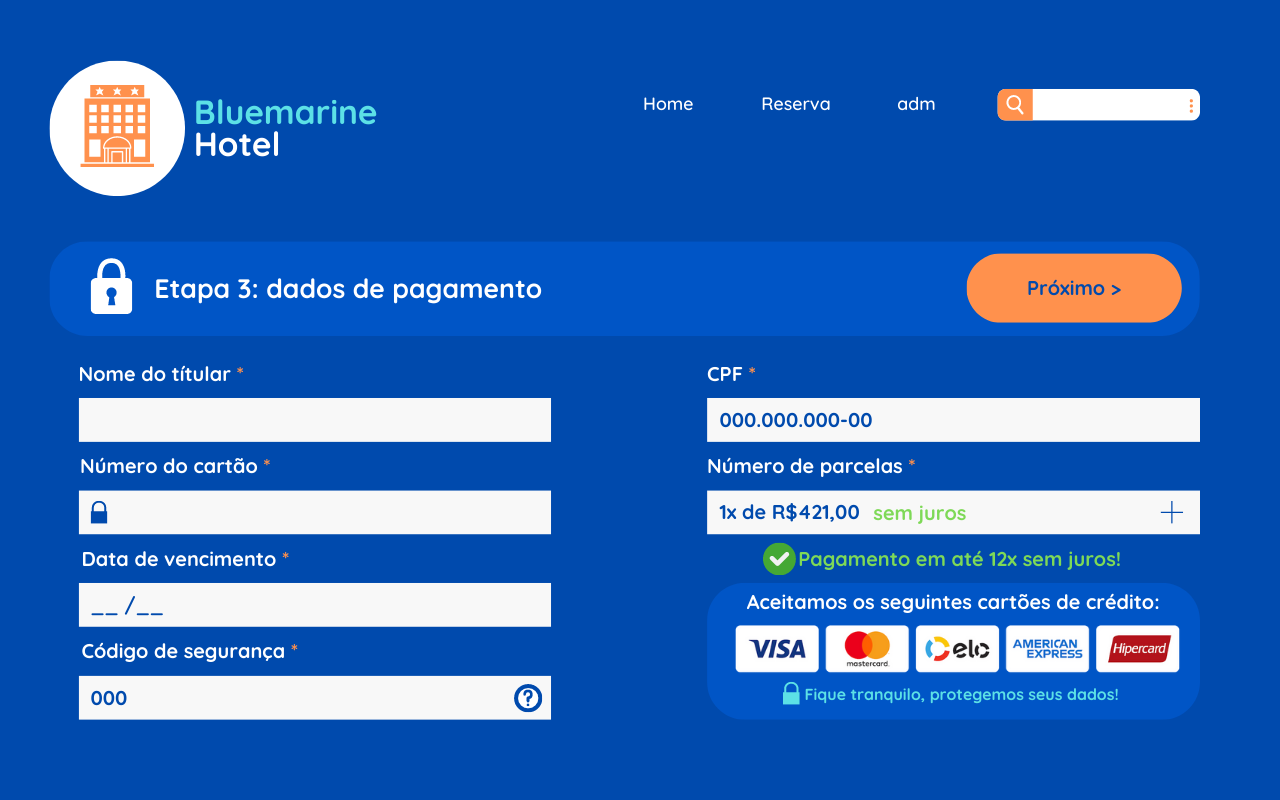 Bluemarine
Hotel
Home
Reserva
adm
Etapa 3: dados de pagamento
Próximo >
Nome do títular *
CPF *
000.000.000-00
Número do cartão *
Número de parcelas *
1x de R$421,00 sem juros
Data de vencimento *
__ /__
Pagamento em até 12x sem juros!
Código de segurança *
000
Aceitamos os seguintes cartões de crédito:
VISA
mastercard.
elo
AMERICAN
EXPRESS
Hipercard
Fique tranquilo, protegemos seus dados!